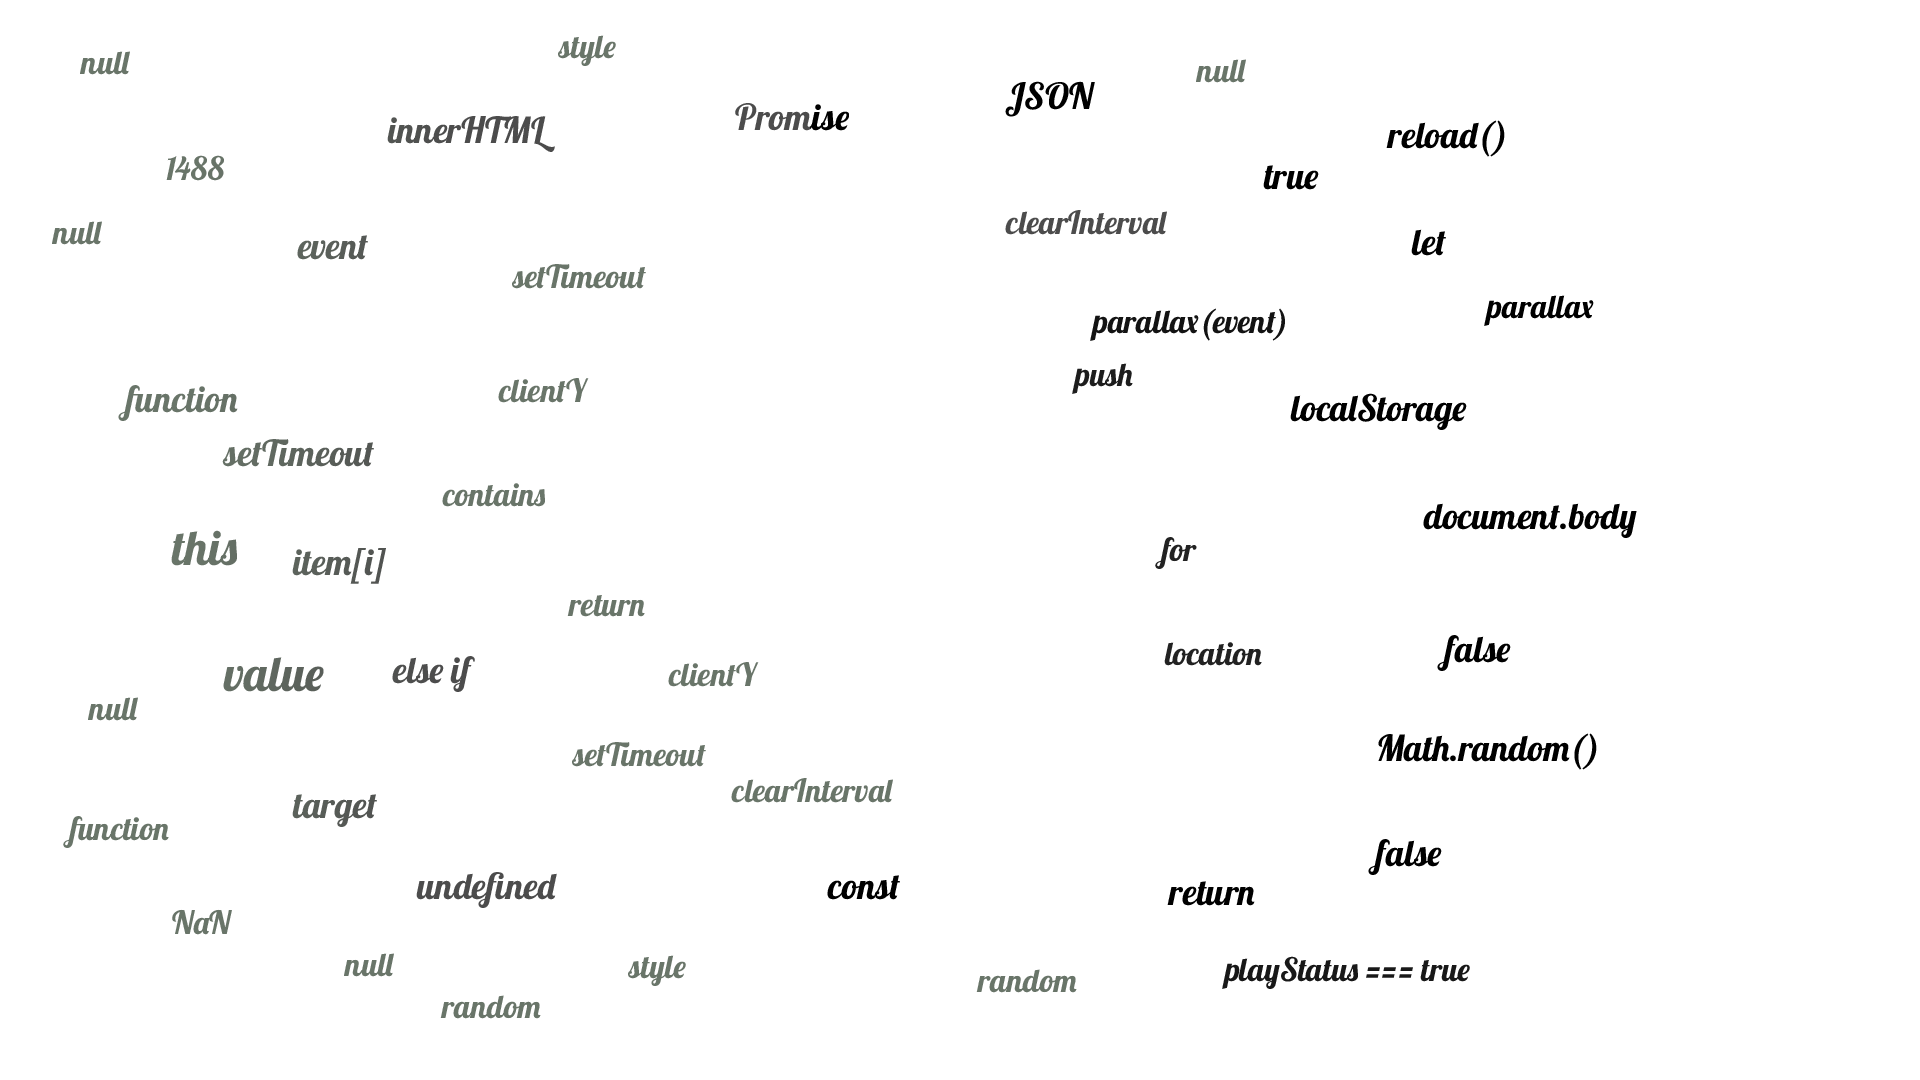 style
null
null
JSON
Promise
innerHTML
reload()
1488
true
clearInterval
null
let
event
setTimeout
parallax
parallax(event)
push
clientY
function
localStorage
setTimeout
contains
document.body
this
for
item[i]
return
false
location
else if
value
clientY
null
Math.random()
setTimeout
clearInterval
target
function
false
undefined
const
return
NaN
null
style
playStatus === true
random
random